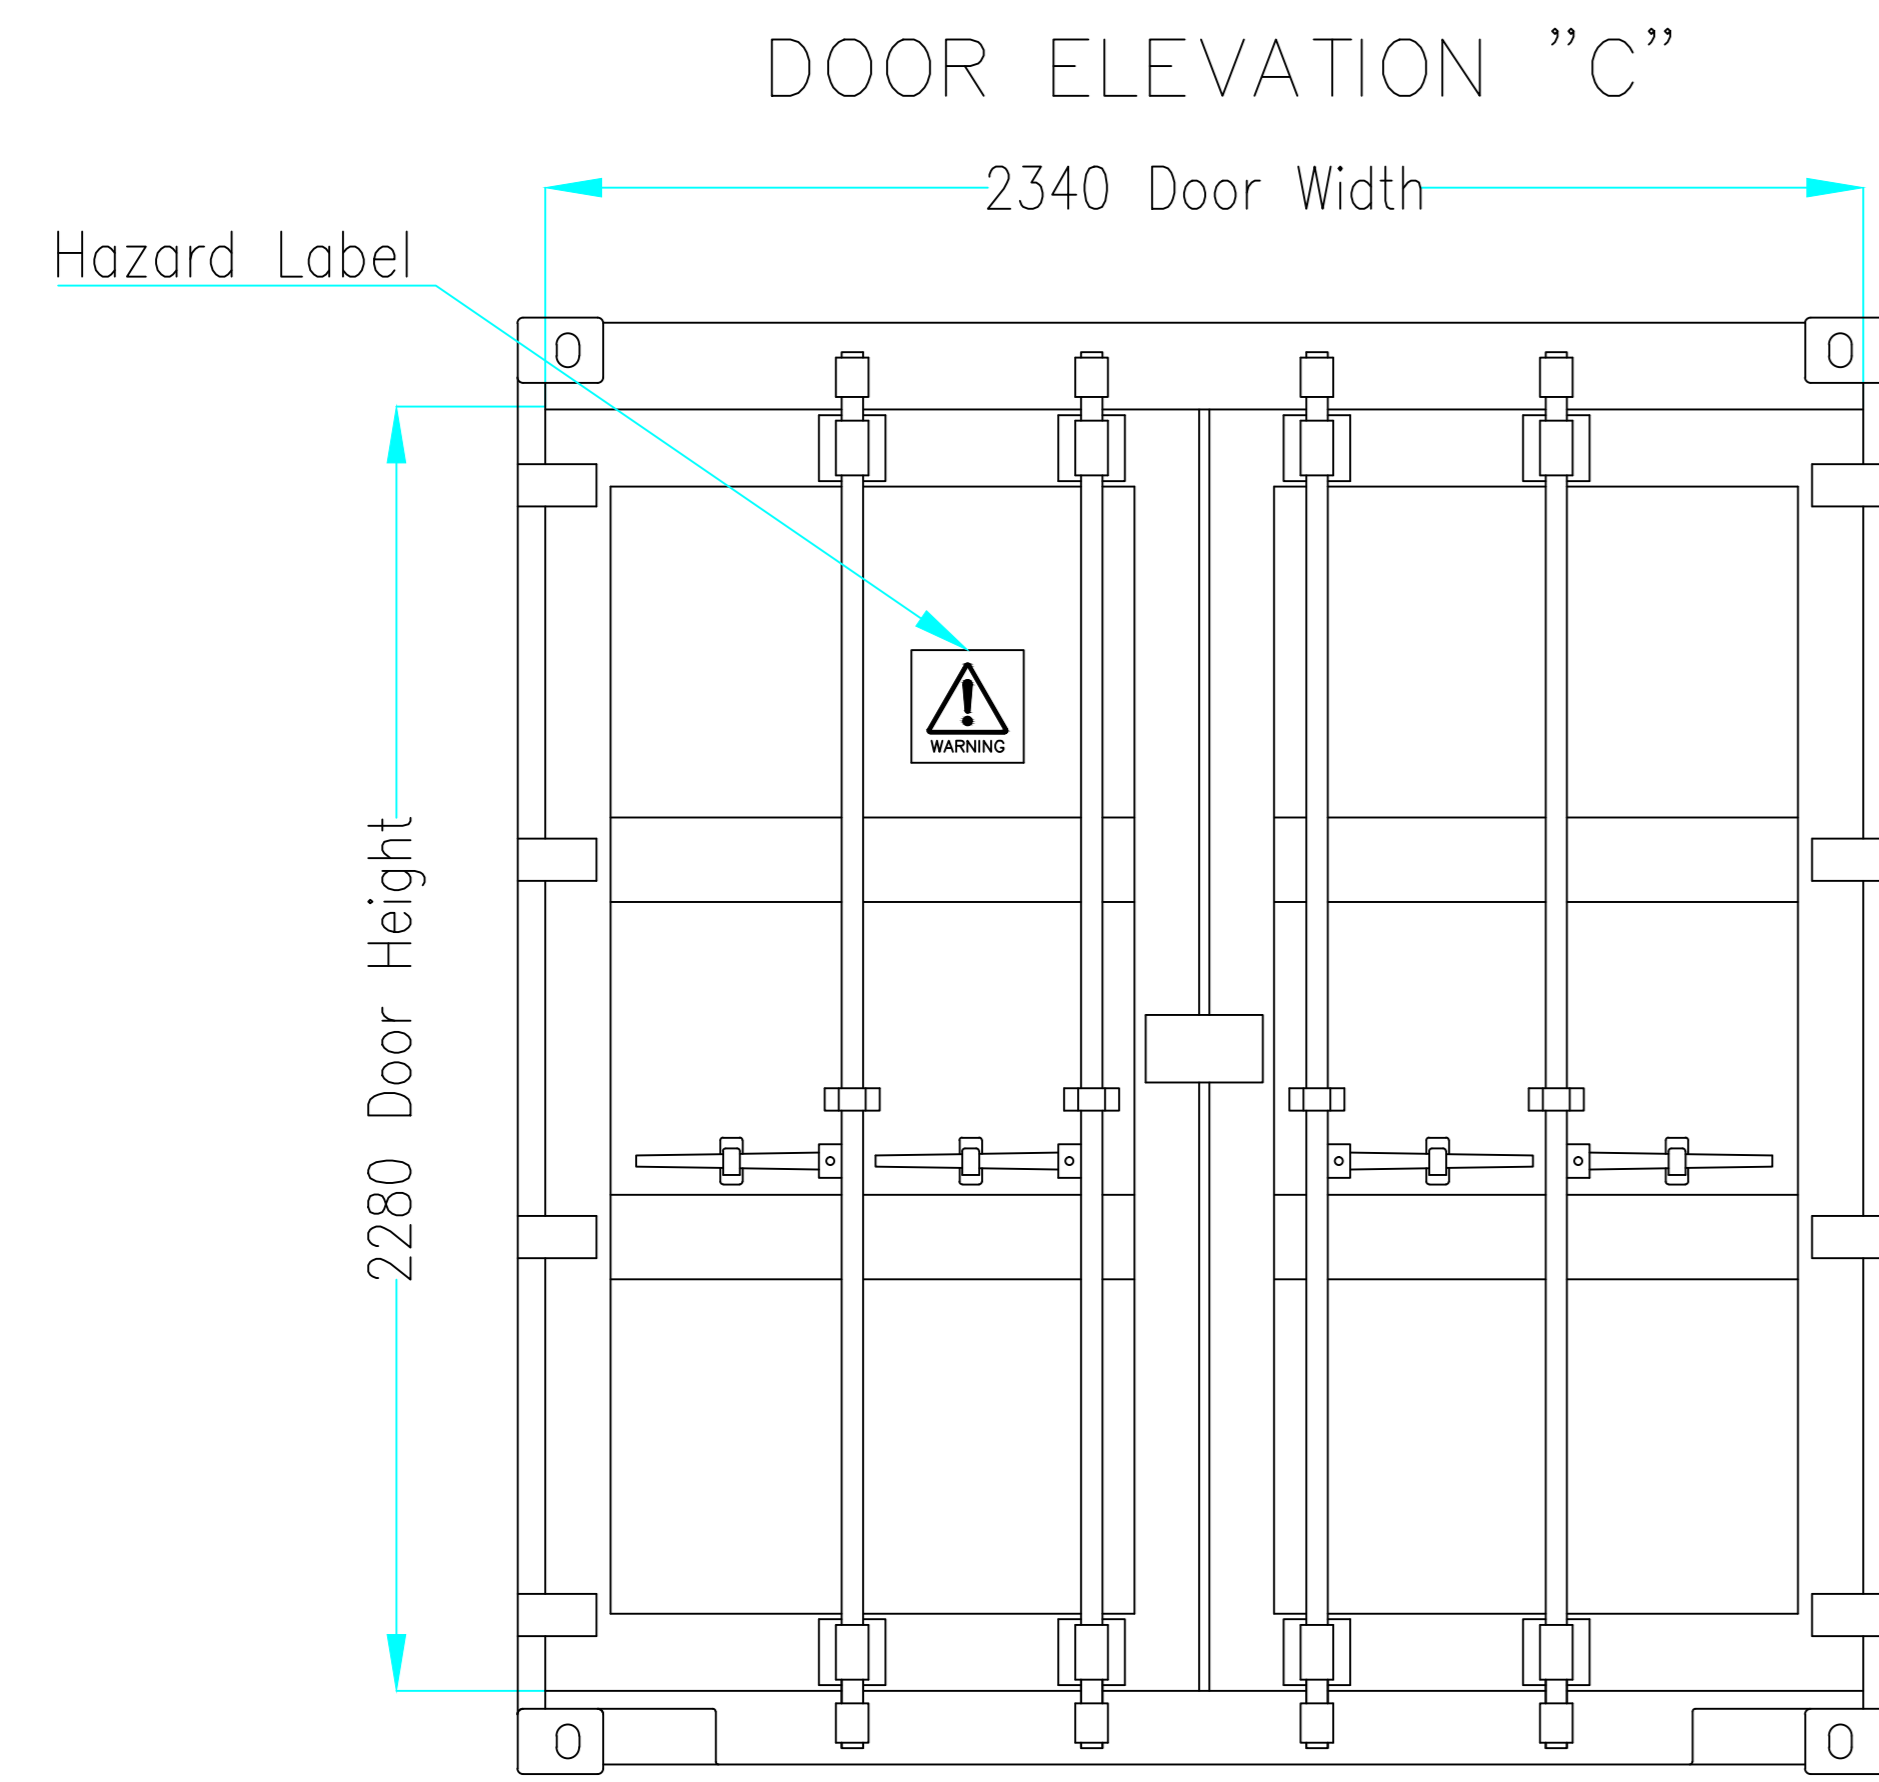 DOOR ELEVATION "C"
2340 Door Width
Hazard Label
WARNING
2280 Door Height